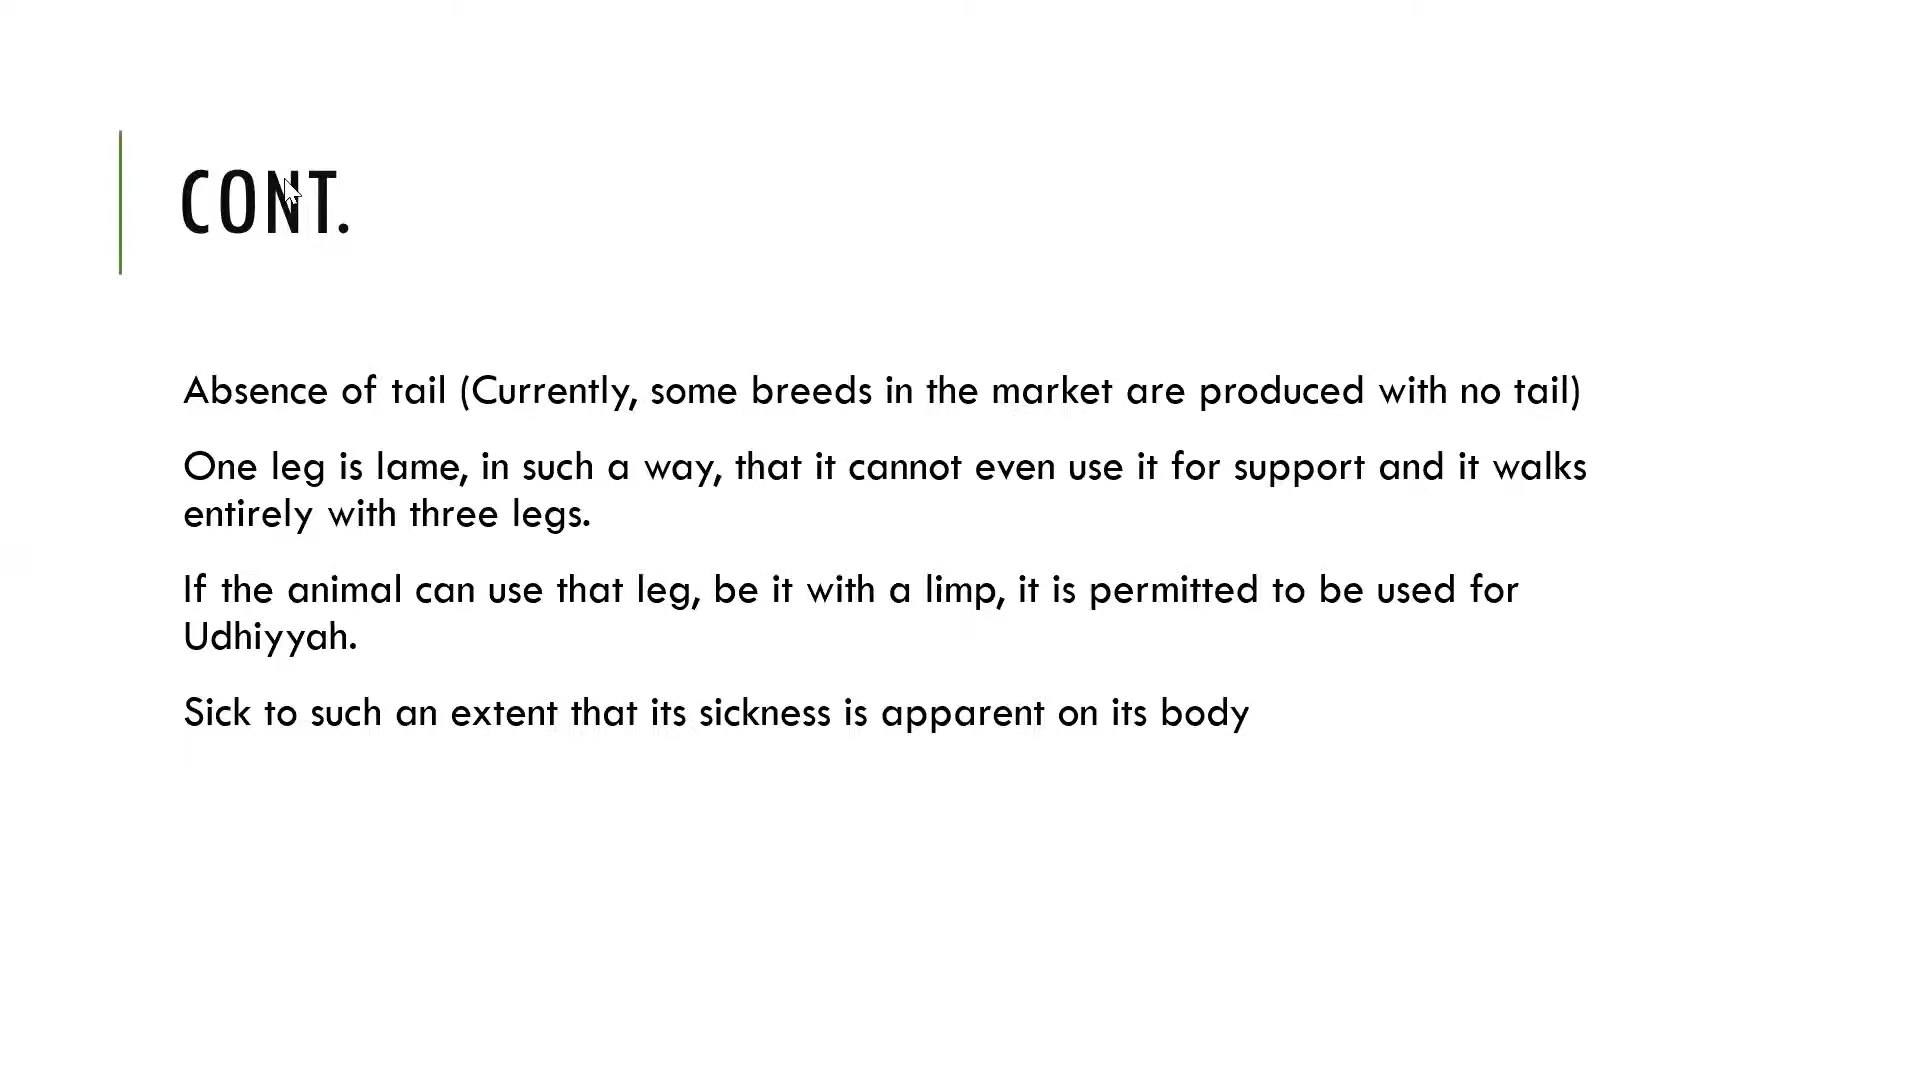 CONT.
Absence of tail (Currently, some breeds in the market are produced with no tail)
One leg is lame, in such a way, that it cannot even use it for support and it walks
entirely with three legs.
If the animal can use that leg, be it with a limp, it is permitted to be used for
Udhiyyah.
Sick to such an extent that its sickness is apparent on its body